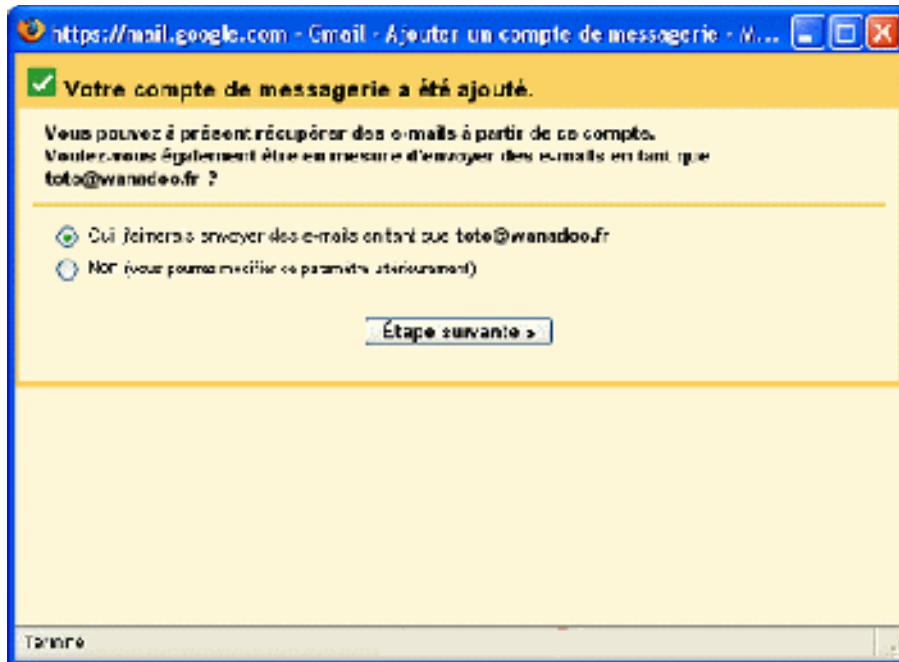 https://mail.google.com - Gmail - Ajouter un compte de messagerie - M...
Votre compte de messagerie a été ajouté.
Vous pouvez à présent récupérer des e-mails à partir de ce compte.
Voulez-vous également être en mesure d'envoyer des e-mails en tant que
toto@wanadoo.fr ?
Oui j'aimerais envoyer des e-mails en tant que toto@wanadoo.fr
Non (vous pourrez modifier ce paramètre ultérieurement)
Étape suivante »
Terminé